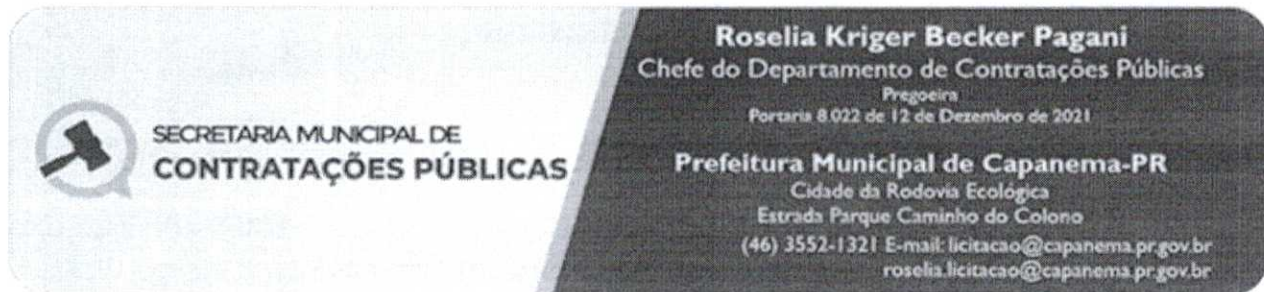 SECRETARIA MUNICIPAL DE
CONTRATAÇÕES PÚBLICAS
Roselia Kriger Becker Pagani
Chefe do Departamento de Contratações Públicas
Pregoeira
Portaria 8.022 de 12 de Dezembro de 2021
Prefeitura Municipal de Capanema-PR
Cidade da Rodovia Ecológica
Estrada Parque Caminho do Colono
(46) 3552-1321 E-mail: licitacao@capanema.pr.gov.br
roselia.licitacao@capanema.pr.gov.br